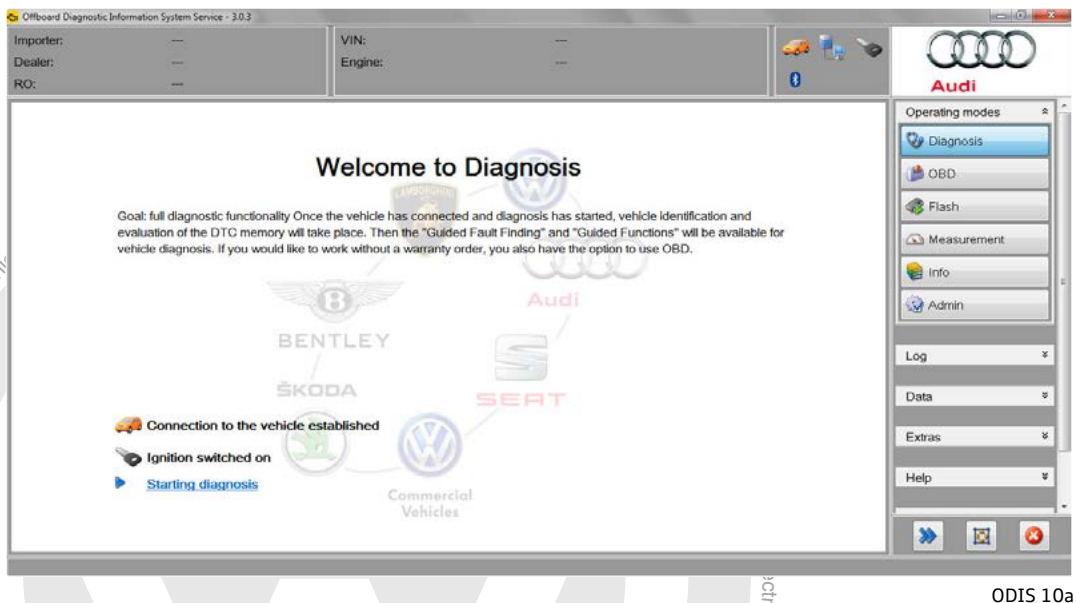 Offboard Diagnostic Information System Service - 3.0.3
Importer: ---
Dealer: ---
RO: ---
VIN: ---
Engine: ---
Audi
Welcome to Diagnosis
Goal: full diagnostic functionality Once the vehicle has connected and diagnosis has started, vehicle identification and
evaluation of the DTC memory will take place. Then the "Guided Fault Finding" and "Guided Functions" will be available for
vehicle diagnosis. If you would like to work without a warranty order, you also have the option to use OBD.
LAMBORGHINI
Audi
B
BENTLEY
ŠKODA
SEAT
Connection to the vehicle established
Ignition switched on
Starting diagnosis
Commercial
Vehicles
Operating modes
Diagnosis
OBD
Flash
Measurement
Info
Admin
Log
Data
Extras
Help
ODIS 10a